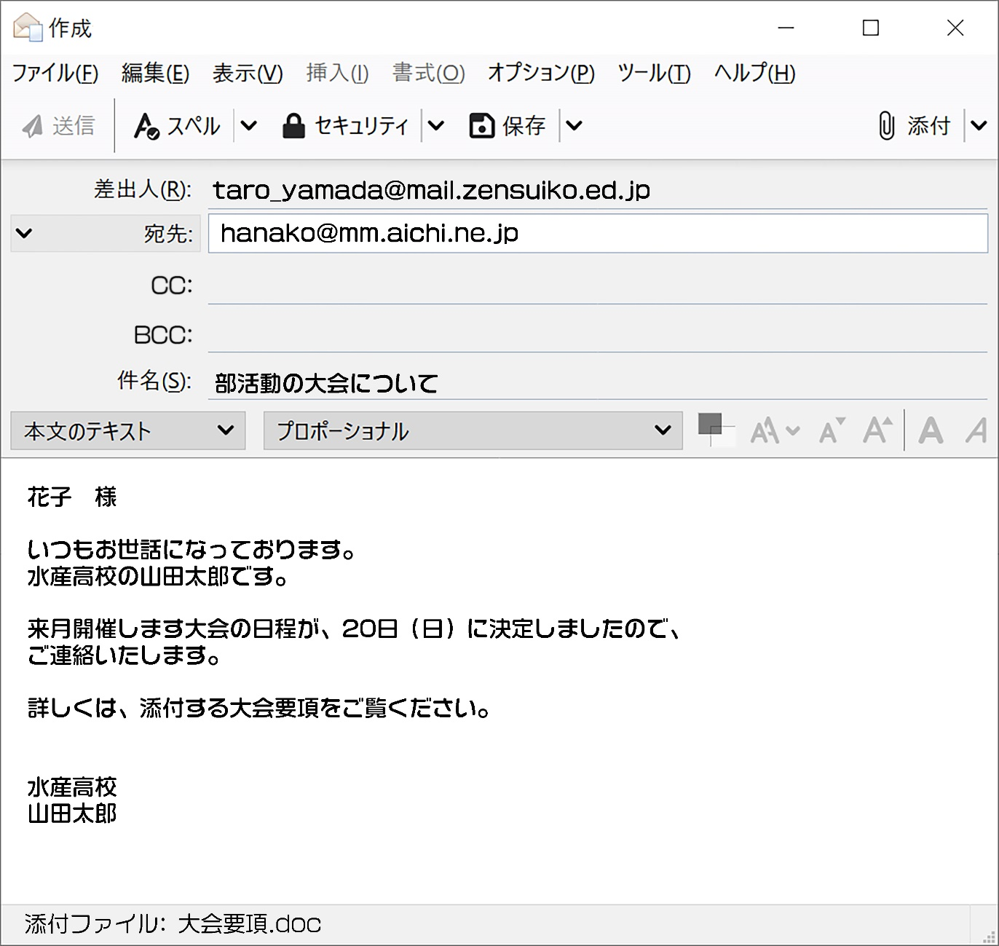 作成
ファイル(F) 編集(E) 表示(V) 挿入(I) 書式(O) オプション(P) ツール(T) ヘルプ(H)
送信 スペル セキュリティ 保存 添付
差出人(R): taro_yamada@mail.zensuiko.ed.jp
宛先: hanako@mm.aichi.ne.jp
CC:
BCC:
件名(S): 部活動の大会について
本文のテキスト プロポーショナル
花子　様
いつもお世話になっております。
水産高校の山田太郎です。
来月開催します大会の日程が、20日（日）に決定しましたので、
ご連絡いたします。
詳しくは、添付する大会要項をご覧ください。
水産高校
山田太郎
添付ファイル: 大会要項.doc